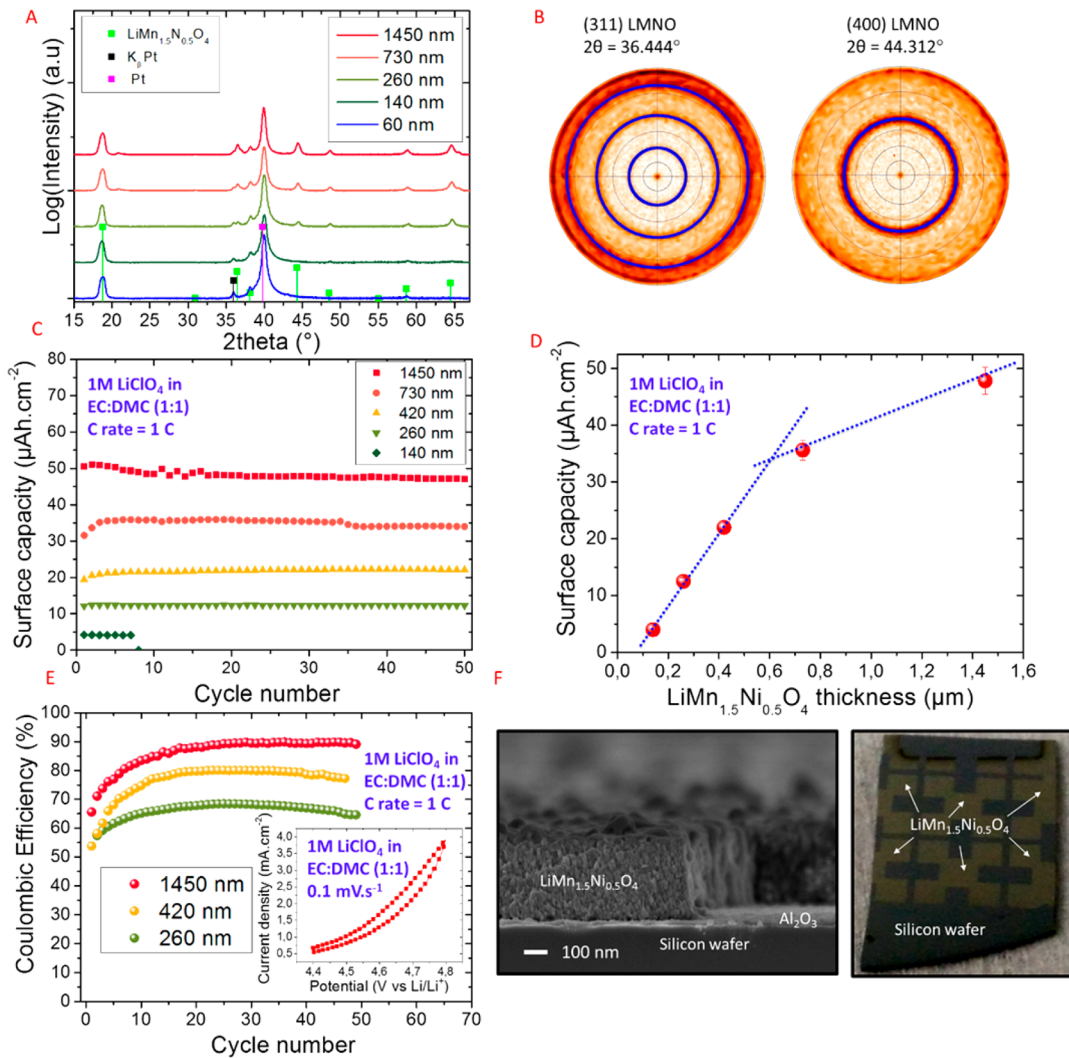 A
LiMn₁.₅N₀.₅O₄
KᵦPt
Pt
1450 nm
730 nm
260 nm
140 nm
60 nm
Log(Intensity) (a.u)
15 20 25 30 35 40 45 50 55 60 65
2theta (°)
B
(311) LMNO
2θ = 36.444°
(400) LMNO
2θ = 44.312°
C
1M LiClO₄ in
EC:DMC (1:1)
C rate = 1 C
1450 nm
730 nm
420 nm
260 nm
140 nm
Surface capacity (µAh.cm⁻²)
80
70
60
50
40
30
20
10
0
0 10 20 30 40 50
Cycle number
D
1M LiClO₄ in
EC:DMC (1:1)
C rate = 1 C
Surface capacity (µAh.cm⁻²)
50
40
30
20
10
0
0,0 0,2 0,4 0,6 0,8 1,0 1,2 1,4 1,6
LiMn₁.₅Ni₀.₅O₄ thickness (µm)
E
Coulombic Efficiency (%)
100
90
80
70
60
50
40
30
20
10
0
1M LiClO₄ in
EC:DMC (1:1)
C rate = 1 C
1450 nm
420 nm
260 nm
1M LiClO₄ in
EC:DMC (1:1)
0.1 mV.s⁻¹
Current density (mA.cm⁻²)
4,0
3,5
3,0
2,5
2,0
1,5
1,0
0,5
4,4 4,5 4,6 4,7 4,8
Potential (V vs Li/Li⁺)
0 10 20 30 40 50 60 70
Cycle number
F
LiMn₁.₅Ni₀.₅O₄
Al₂O₃
Silicon wafer
100 nm
LiMn₁.₅Ni₀.₅O₄
Silicon wafer